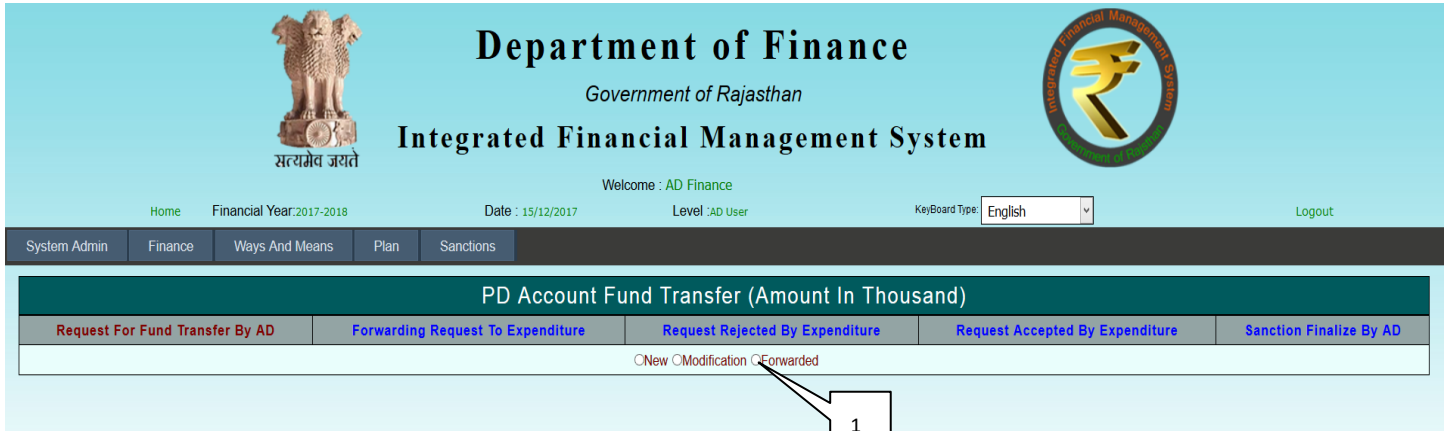 Department of Finance
Government of Rajasthan
Integrated Financial Management System
सत्यमेव जयते
Integrated Financial Management System
Government of Rajasthan
Welcome : AD Finance
Home Financial Year:2017-2018 Date : 15/12/2017 Level :AD User KeyBoard Type: English Logout
System Admin Finance Ways And Means Plan Sanctions
PD Account Fund Transfer (Amount In Thousand)
Request For Fund Transfer By AD Forwarding Request To Expenditure Request Rejected By Expenditure Request Accepted By Expenditure Sanction Finalize By AD
New Modification Forwarded
1